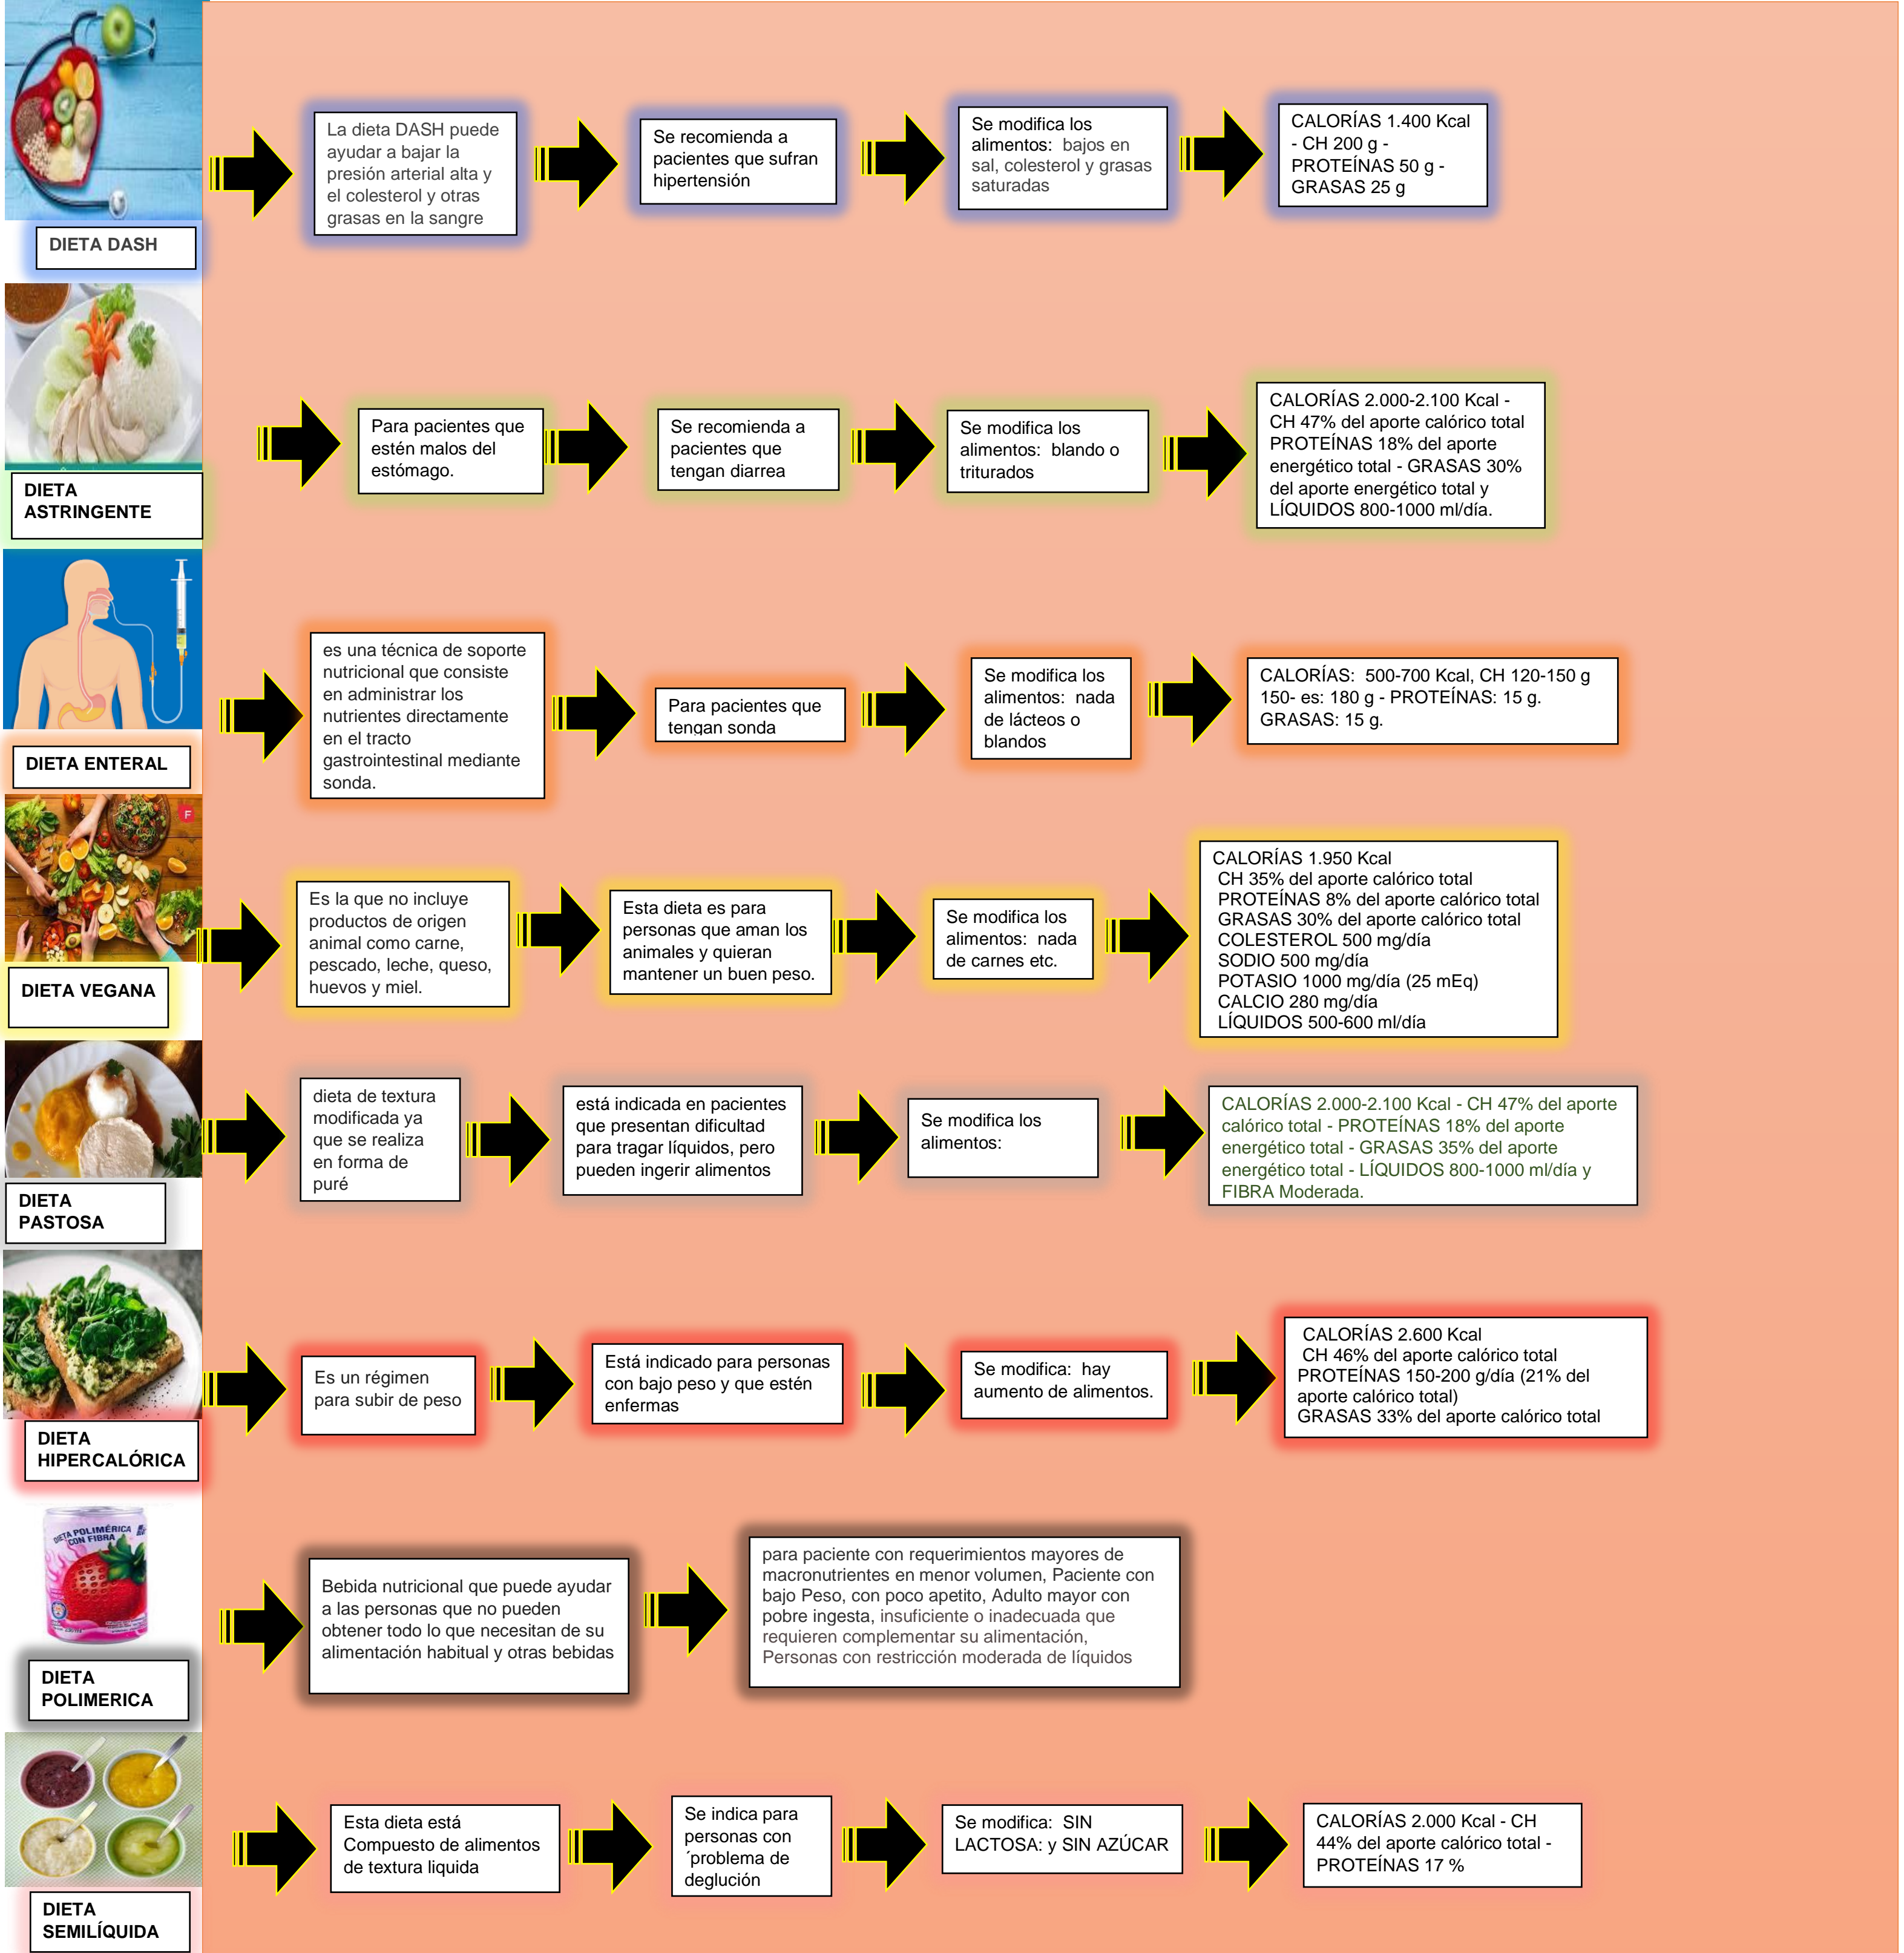 DIETA DASH
La dieta DASH puede
ayudar a bajar la
presión arterial alta y
el colesterol y otras
grasas en la sangre
Se recomienda a
pacientes que sufran
hipertensión
Se modifica los
alimentos: bajos en
sal, colesterol y grasas
saturadas
CALORÍAS 1.400 Kcal
- CH 200 g -
PROTEÍNAS 50 g -
GRASAS 25 g
DIETA
ASTRINGENTE
Para pacientes que
estén malos del
estómago.
Se recomienda a
pacientes que
tengan diarrea
Se modifica los
alimentos: blando o
triturados
CALORÍAS 2.000-2.100 Kcal -
CH 47% del aporte calórico total
PROTEÍNAS 18% del aporte
energético total - GRASAS 30%
del aporte energético total y
LÍQUIDOS 800-1000 ml/día.
DIETA ENTERAL
es una técnica de soporte
nutricional que consiste
en administrar los
nutrientes directamente
en el tracto
gastrointestinal mediante
sonda.
Para pacientes que
tengan sonda
Se modifica los
alimentos: nada
de lácteos o
blandos
CALORÍAS: 500-700 Kcal, CH 120-150 g
150- es: 180 g - PROTEÍNAS: 15 g.
GRASAS: 15 g.
F
DIETA VEGANA
Es la que no incluye
productos de origen
animal como carne,
pescado, leche, queso,
huevos y miel.
Esta dieta es para
personas que aman los
animales y quieran
mantener un buen peso.
Se modifica los
alimentos: nada
de carnes etc.
CALORÍAS 1.950 Kcal
CH 35% del aporte calórico total
PROTEÍNAS 8% del aporte calórico total
GRASAS 30% del aporte calórico total
COLESTEROL 500 mg/día
SODIO 500 mg/día
POTASIO 1000 mg/día (25 mEq)
CALCIO 280 mg/día
LÍQUIDOS 500-600 ml/día
DIETA
PASTOSA
dieta de textura
modificada ya
que se realiza
en forma de
puré
está indicada en pacientes
que presentan dificultad
para tragar líquidos, pero
pueden ingerir alimentos
Se modifica los
alimentos:
CALORÍAS 2.000-2.100 Kcal - CH 47% del aporte
calórico total - PROTEÍNAS 18% del aporte
energético total - GRASAS 35% del aporte
energético total - LÍQUIDOS 800-1000 ml/día y
FIBRA Moderada.
DIETA
HIPERCALÓRICA
Es un régimen
para subir de peso
Está indicado para personas
con bajo peso y que estén
enfermas
Se modifica: hay
aumento de alimentos.
CALORÍAS 2.600 Kcal
CH 46% del aporte calórico total
PROTEÍNAS 150-200 g/día (21% del
aporte calórico total)
GRASAS 33% del aporte calórico total
DIETA POLIMÉRICA
CON FIBRA
DIETA
POLIMERICA
Bebida nutricional que puede ayudar
a las personas que no pueden
obtener todo lo que necesitan de su
alimentación habitual y otras bebidas
para paciente con requerimientos mayores de
macronutrientes en menor volumen, Paciente con
bajo Peso, con poco apetito, Adulto mayor con
pobre ingesta, insuficiente o inadecuada que
requieren complementar su alimentación,
Personas con restricción moderada de líquidos
DIETA
SEMILÍQUIDA
Esta dieta está
Compuesto de alimentos
de textura liquida
Se indica para
personas con
´problema de
deglución
Se modifica: SIN
LACTOSA: y SIN AZÚCAR
CALORÍAS 2.000 Kcal - CH
44% del aporte calórico total -
PROTEÍNAS 17 %